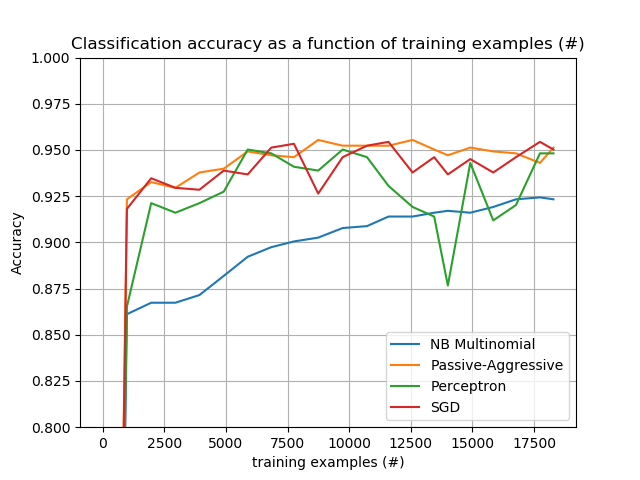 Classification accuracy as a function of training examples (#)
1.000
0.975
0.950
0.925
0.900
0.875
0.850
0.825
0.800
Accuracy
NB Multinomial
Passive-Aggressive
Perceptron
SGD
0 2500 5000 7500 10000 12500 15000 17500
training examples (#)